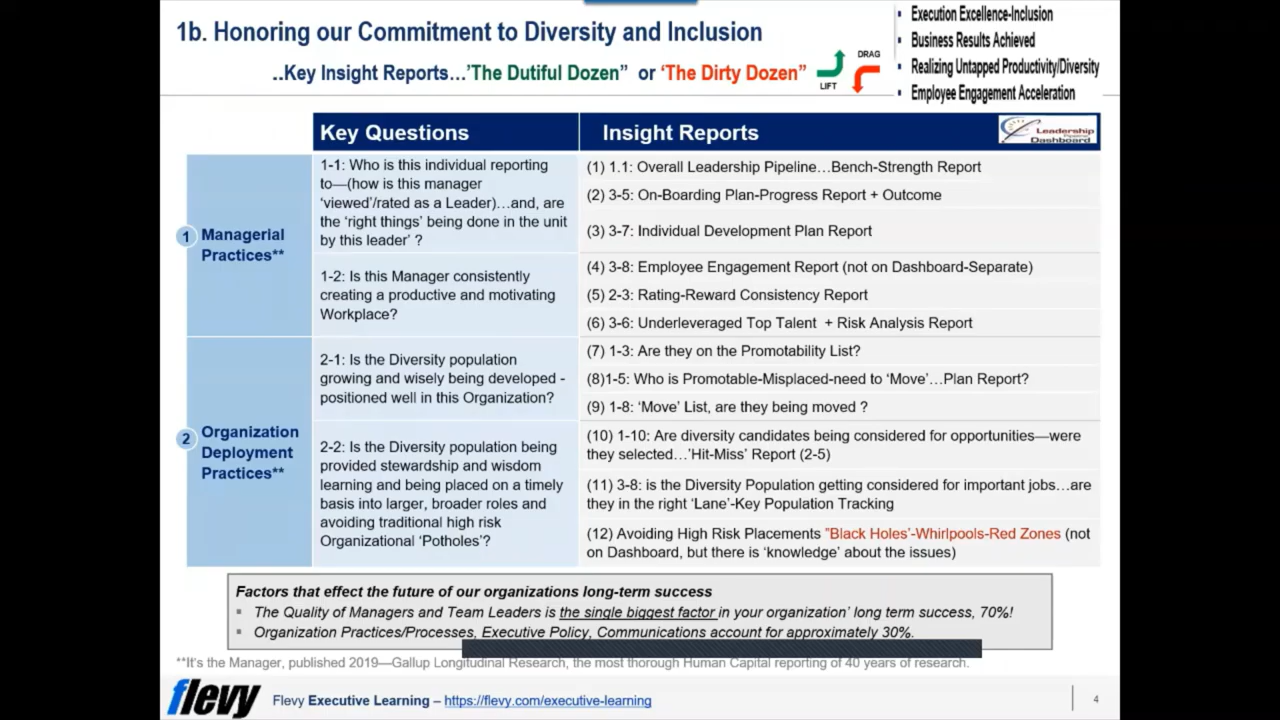 1b. Honoring our Commitment to Diversity and Inclusion
..Key Insight Reports…'The Dutiful Dozen” or ‘The Dirty Dozen”
LIFT
DRAG
▪ Execution Excellence-Inclusion
▪ Business Results Achieved
▪ Realizing Untapped Productivity/Diversity
▪ Employee Engagement Acceleration
Key Questions
Insight Reports
Leadership
Pipeline
Dashboard
1 Managerial
Practices**
1-1: Who is this individual reporting
to—(how is this manager
‘viewed’/rated as a Leader)…and, are
the ‘right things’ being done in the unit
by this leader’ ?
1-2: Is this Manager consistently
creating a productive and motivating
Workplace?
(1) 1.1: Overall Leadership Pipeline…Bench-Strength Report
(2) 3-5: On-Boarding Plan-Progress Report + Outcome
(3) 3-7: Individual Development Plan Report
(4) 3-8: Employee Engagement Report (not on Dashboard-Separate)
(5) 2-3: Rating-Reward Consistency Report
(6) 3-6: Underleveraged Top Talent + Risk Analysis Report
2 Organization
Deployment
Practices**
2-1: Is the Diversity population
growing and wisely being developed -
positioned well in this Organization?
2-2: Is the Diversity population being
provided stewardship and wisdom
learning and being placed on a timely
basis into larger, broader roles and
avoiding traditional high risk
Organizational ‘Potholes’?
(7) 1-3: Are they on the Promotability List?
(8)1-5: Who is Promotable-Misplaced-need to ‘Move’…Plan Report?
(9) 1-8: ‘Move’ List, are they being moved ?
(10) 1-10: Are diversity candidates being considered for opportunities—were
they selected…’Hit-Miss’ Report (2-5)
(11) 3-8: is the Diversity Population getting considered for important jobs…are
they in the right ‘Lane’-Key Population Tracking
(12) Avoiding High Risk Placements ”Black Holes’-Whirlpools-Red Zones (not
on Dashboard, but there is ‘knowledge’ about the issues)
Factors that effect the future of our organizations long-term success
▪ The Quality of Managers and Team Leaders is the single biggest factor in your organization’ long term success, 70%!
▪ Organization Practices/Processes, Executive Policy, Communications account for approximately 30%.
**It’s the Manager, published 2019—Gallup Longitudinal Research, the most thorough Human Capital reporting of 40 years of research.
flevy
Flevy Executive Learning – https://flevy.com/executive-learning
4